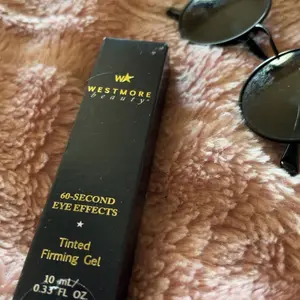 WESTMORE
beauty
60-SECOND
EYE EFFECTS
Tinted
Firming Gel
10 mL/
0.33 FL OZ